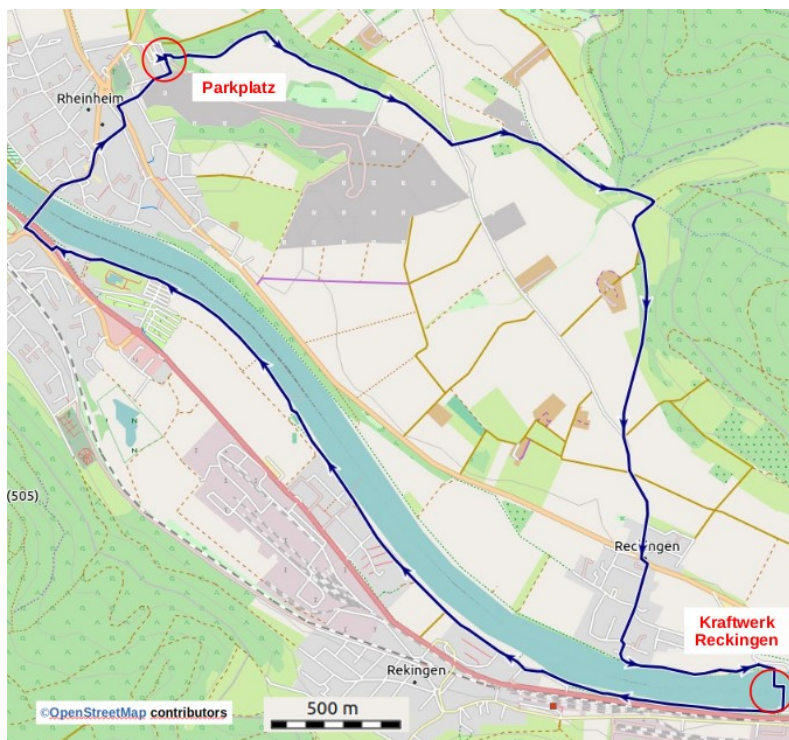 Parkplatz
Rheinheim
(505)
Reckingen
Kraftwerk
Reckingen
Rekingen
500 m
©OpenStreetMap contributors